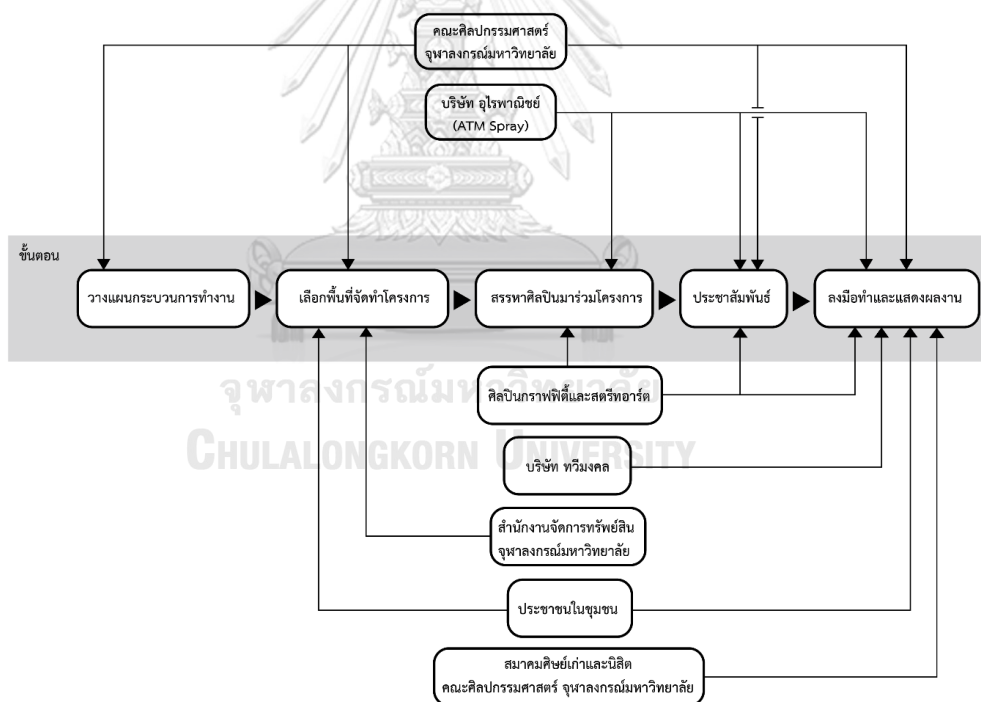 คณะศิลปกรรมศาสตร์
จุฬาลงกรณ์มหาวิทยาลัย
บริษัท อุไรพาณิชย์
(ATM Spray)
ขั้นตอน
วางแผนกระบวนการทำงาน
เลือกพื้นที่จัดทำโครงการ
สรรหาศิลปินมาร่วมโครงการ
ประชาสัมพันธ์
ลงมือทำและแสดงผลงาน
ศิลปินกราฟฟิตี้และสตรีทอาร์ต
จุฬาลงกรณ์มหาวิทยาลัย
CHULALONGKORN UNIVERSITY
บริษัท ทวีมงคล
สำนักงานจัดการทรัพย์สิน
จุฬาลงกรณ์มหาวิทยาลัย
ประชาชนในชุมชน
สมาคมศิษย์เก่าและนิสิต
คณะศิลปกรรมศาสตร์ จุฬาลงกรณ์มหาวิทยาลัย